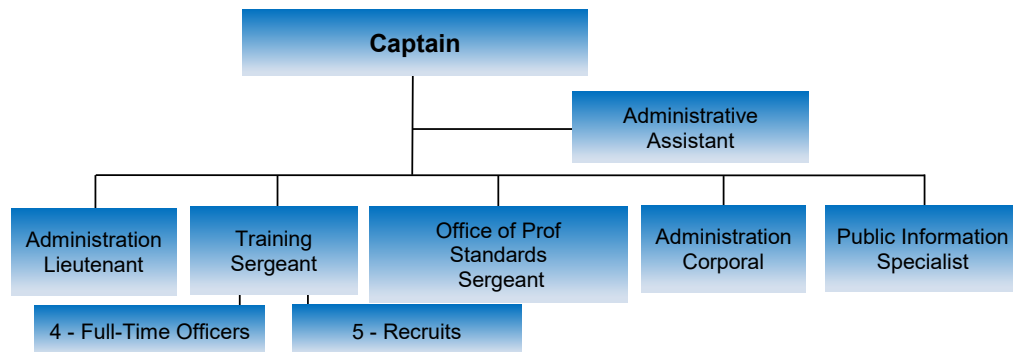 Captain
Administrative
Assistant
Administration
Lieutenant
Training
Sergeant
Office of Prof
Standards
Sergeant
Administration
Corporal
Public Information
Specialist
4 - Full-Time Officers
5 - Recruits